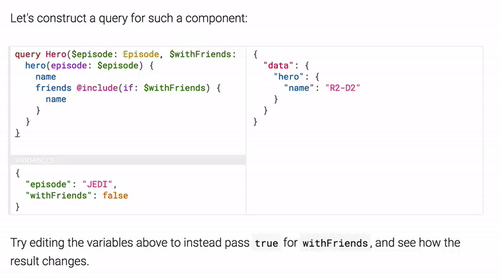 Let's construct a query for such a component:
query Hero($episode: Episode, $withFriends:
hero(episode: $episode) {
name
friends @include(if: $withFriends) {
name
}
}
}
{
"data": {
"hero": {
"name": "R2-D2"
}
}
}
VARIABLES
{
"episode": "JEDI",
"withFriends": false
}
Try editing the variables above to instead pass true for withFriends, and see how the
result changes.